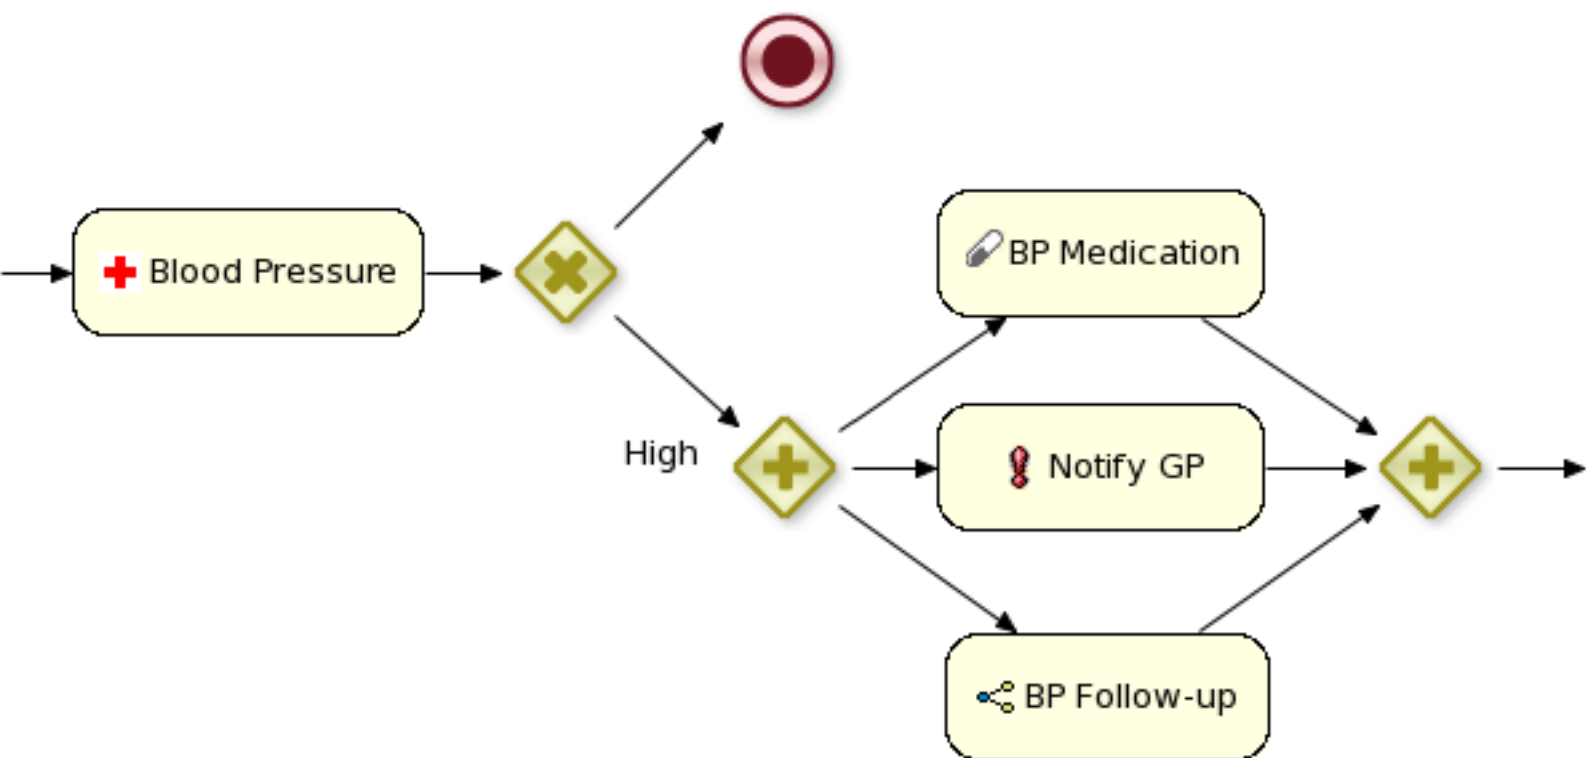 Blood Pressure
BP Medication
High
Notify GP
BP Follow-up